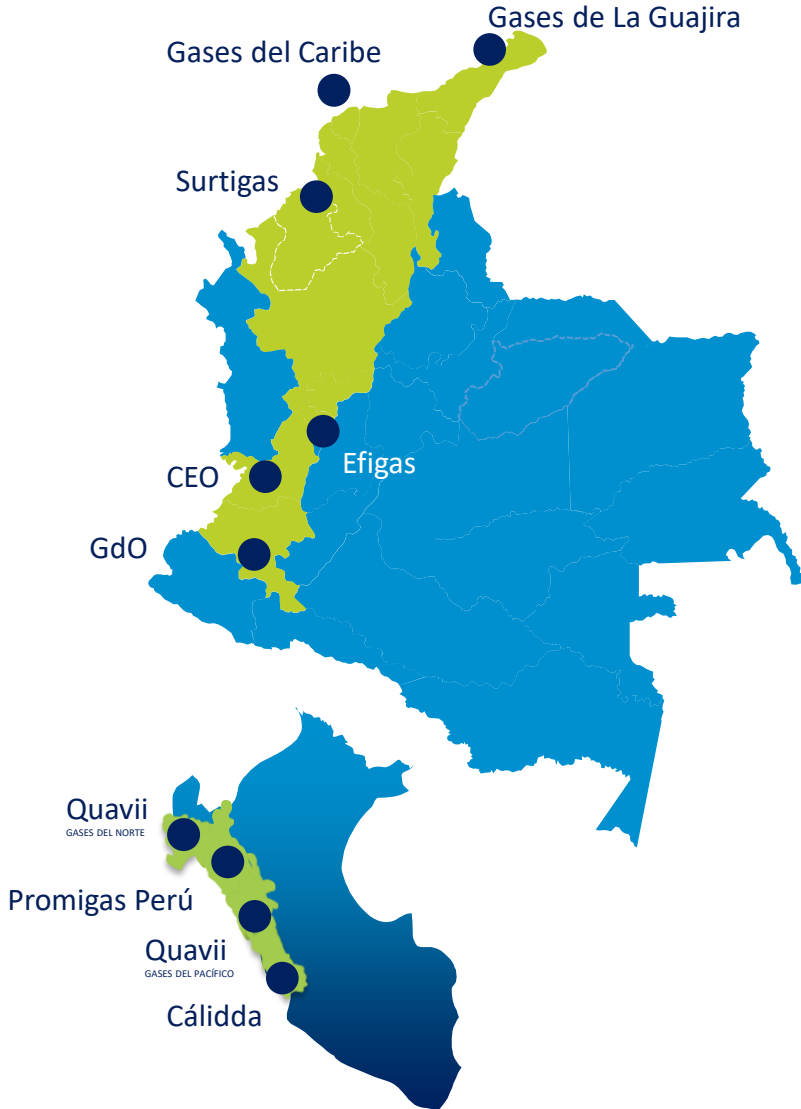 Gases de La Guajira
Gases del Caribe
Surtigas
Efigas
CEO
GdO
Quavii
GASES DEL NORTE
Promigas Perú
Quavii
GASES DEL PACÍFICO
Cálidda